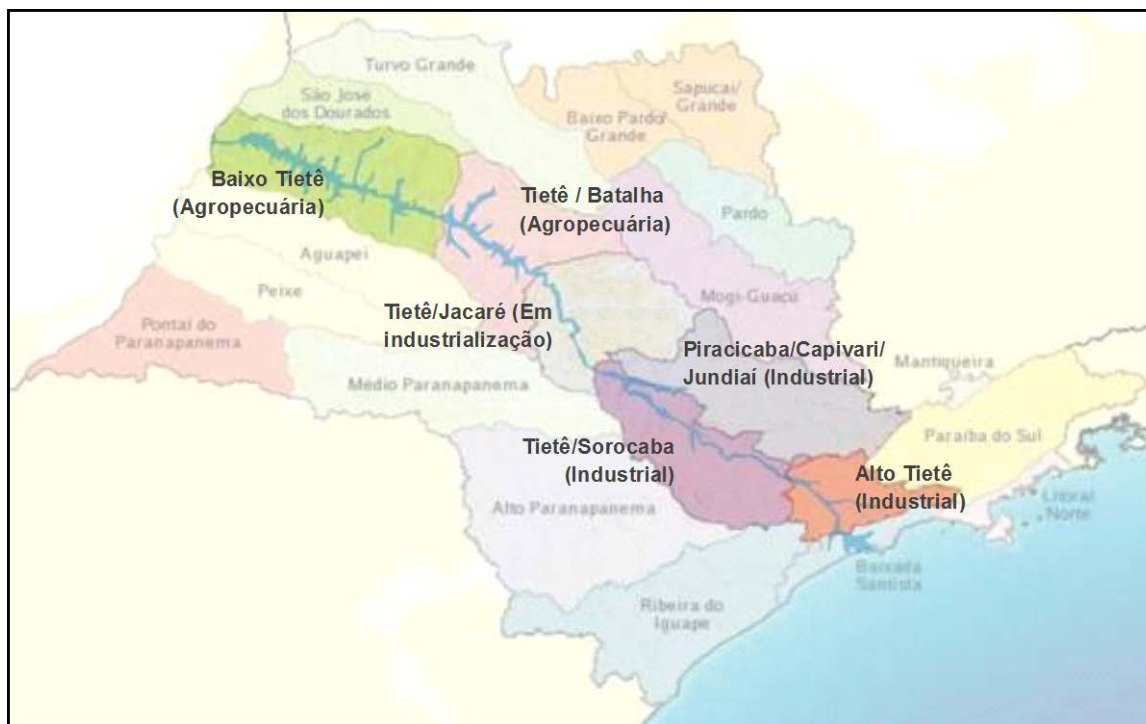 Turvo Grande
Sapucaí/
Grande
São José
dos Dourados
Baixo Pardo/
Grande
Baixo Tietê
(Agropecuária)
Tietê / Batalha
(Agropecuária)
Pardo
Aguapeí
Peixe
Mogi-Guaçú
Tietê/Jacaré (Em
industrialização)
Pontal do
Paranapanema
Piracicaba/Capivari/
Jundiaí (Industrial)
Mantiqueira
Médio Paranapanema
Paraíba do Sul
Tietê/Sorocaba
(Industrial)
Alto Tietê
(Industrial)
Alto Paranapanema
Litoral
Norte
Baixada
Santista
Ribeira do
Iguape